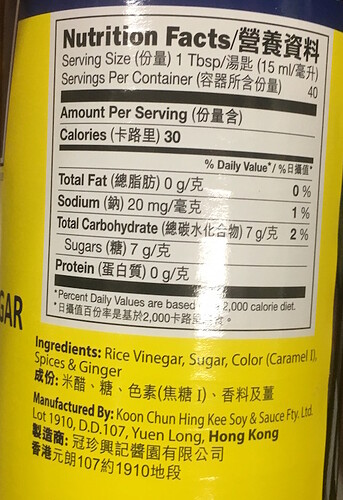 Nutrition Facts/營養資料
Serving Size (份量) 1 Tbsp/湯匙 (15 ml/毫升)
Servings Per Container (容器所含份量) 40
Amount Per Serving (份量含)
Calories (卡路里) 30
% Daily Value*/%日攝值*
Total Fat (總脂肪) 0 g/克 0 %
Sodium (鈉) 20 mg/毫克 1 %
Total Carbohydrate (總碳水化合物) 7 g/克 2 %
Sugars (糖) 7 g/克
Protein (蛋白質) 0 g/克
*Percent Daily Values are based 2,000 calorie diet.
*日攝值百份率是基於2,000卡路里
GAR
Ingredients: Rice Vinegar, Sugar, Color (Caramel I),
Spices & Ginger
成份: 米醋、糖、色素(焦糖 I)、香料及薑
Manufactured By: Koon Chun Hing Kee Soy & Sauce Fty. Ltd.
Lot 1910, D.D.107, Yuen Long, Hong Kong
製造商: 冠珍興記醬園有限公司
香港元朗107約1910地段